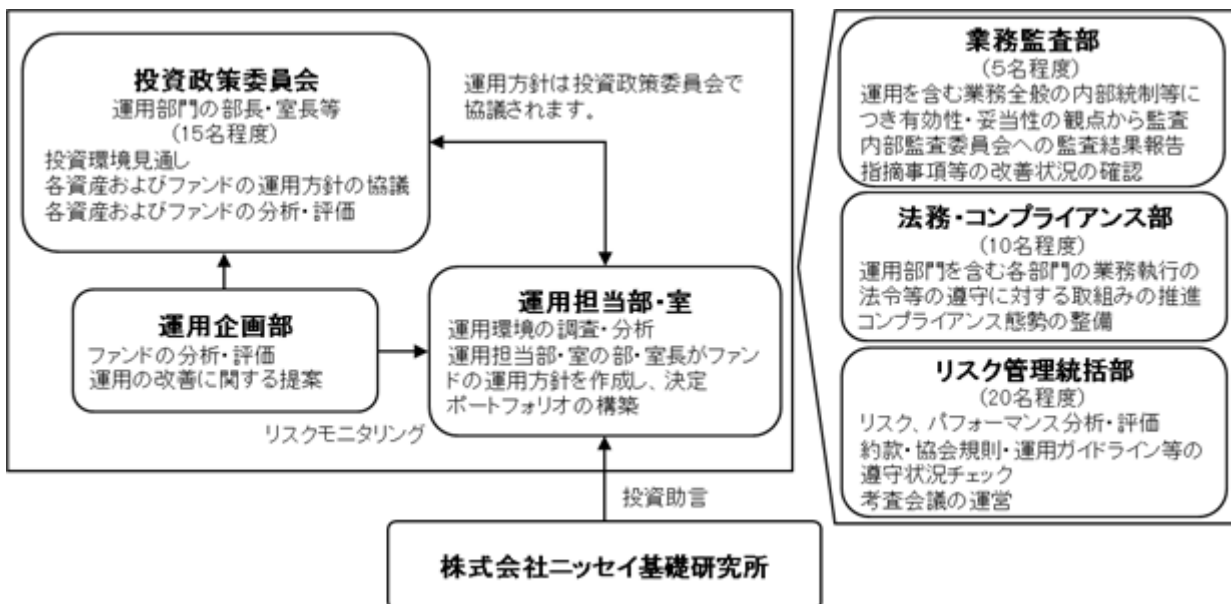 投資政策委員会
運用部門の部長・室長等
(15名程度)
投資環境見通し
各資産およびファンドの運用方針の協議
各資産およびファンドの分析・評価
運用方針は投資政策委員会で
協議されます。
運用企画部
ファンドの分析・評価
運用の改善に関する提案
リスクモニタリング
運用担当部・室
運用環境の調査・分析
運用担当部・室の部・室長がファン
ドの運用方針を作成し、決定
ポートフォリオの構築
投資助言
株式会社ニッセイ基礎研究所
業務監査部
(5名程度)
運用を含む業務全般の内部統制等に
つき有効性・妥当性の観点から監査
内部監査委員会への監査結果報告
指摘事項等の改善状況の確認
法務・コンプライアンス部
(10名程度)
運用部門を含む各部門の業務執行の
法令等の遵守に対する取組みの推進
コンプライアンス態勢の整備
リスク管理統括部
(20名程度)
リスク、パフォーマンス分析・評価
約款・協会規則・運用ガイドライン等の
遵守状況チェック
考査会議の運営